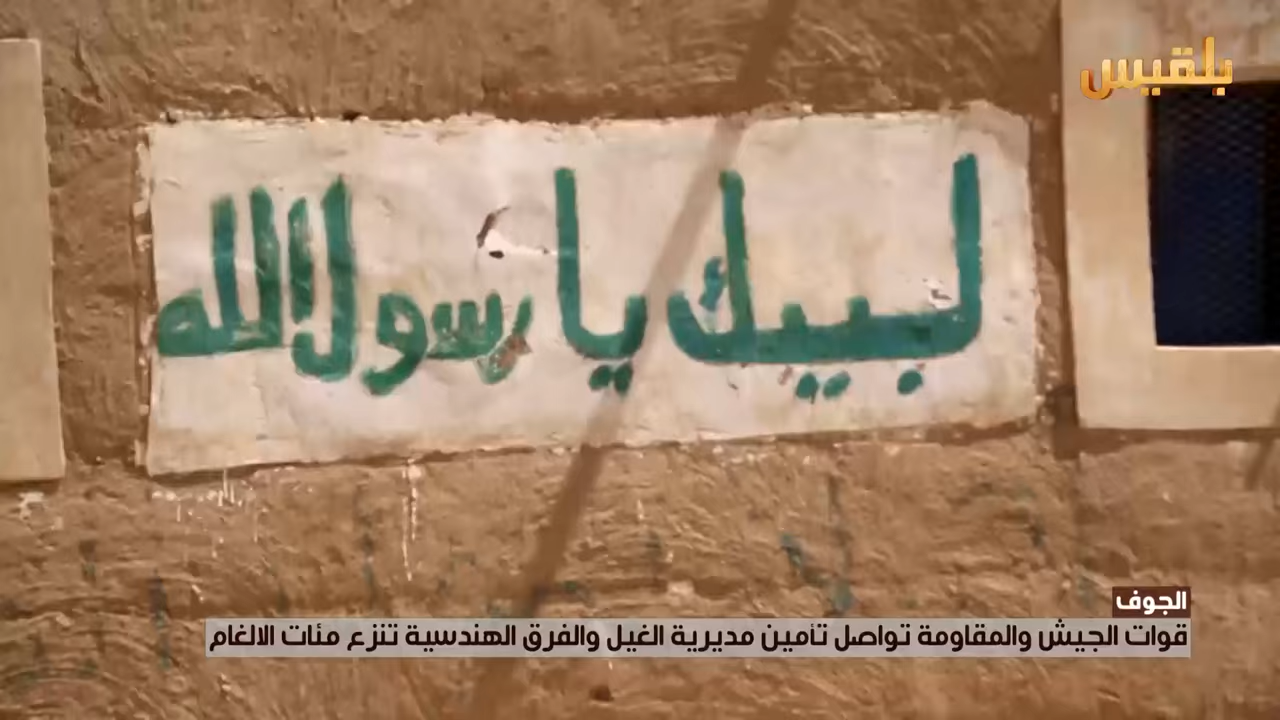 بلقيس
لبيك يا رسول الله
الجوف
قوات الجيش والمقاومة تواصل تأمين مديرية الغيل والفرق الهندسية تنزع مئات الالغام